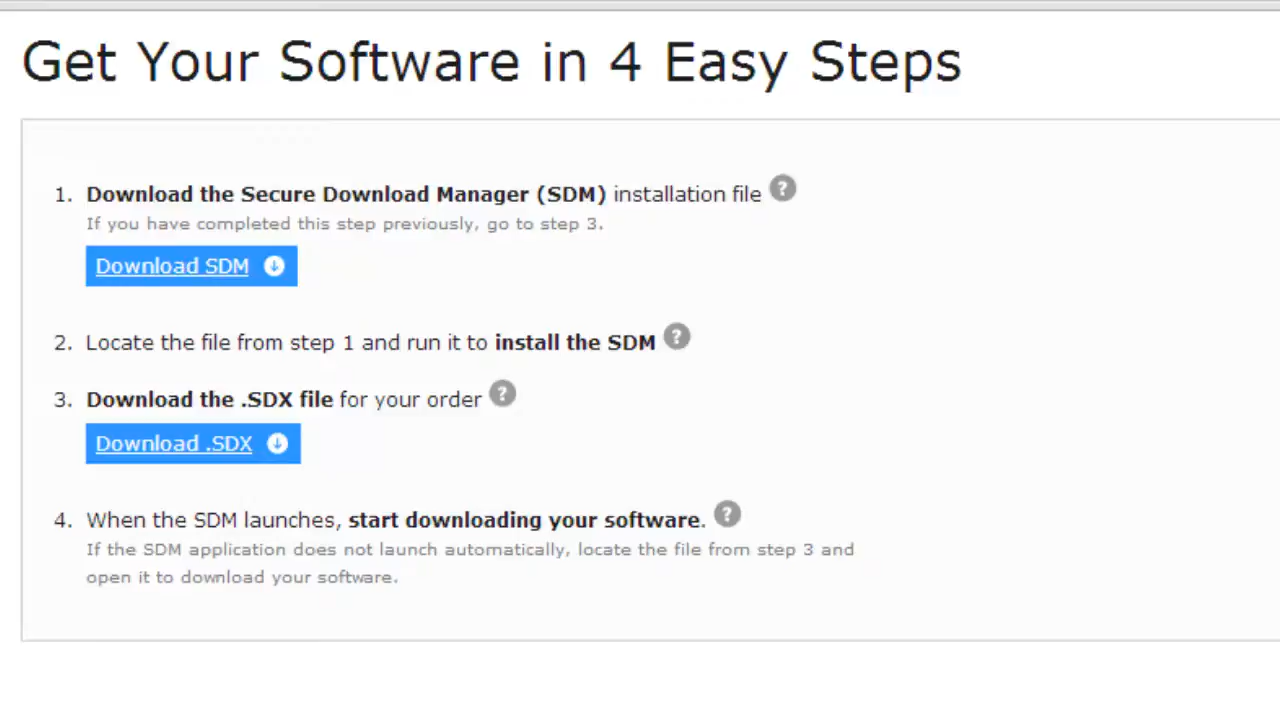 Get Your Software in 4 Easy Steps
1. Download the Secure Download Manager (SDM) installation file ?
If you have completed this step previously, go to step 3.
Download SDM
2. Locate the file from step 1 and run it to install the SDM ?
3. Download the .SDX file for your order ?
Download .SDX
4. When the SDM launches, start downloading your software. ?
If the SDM application does not launch automatically, locate the file from step 3 and
open it to download your software.